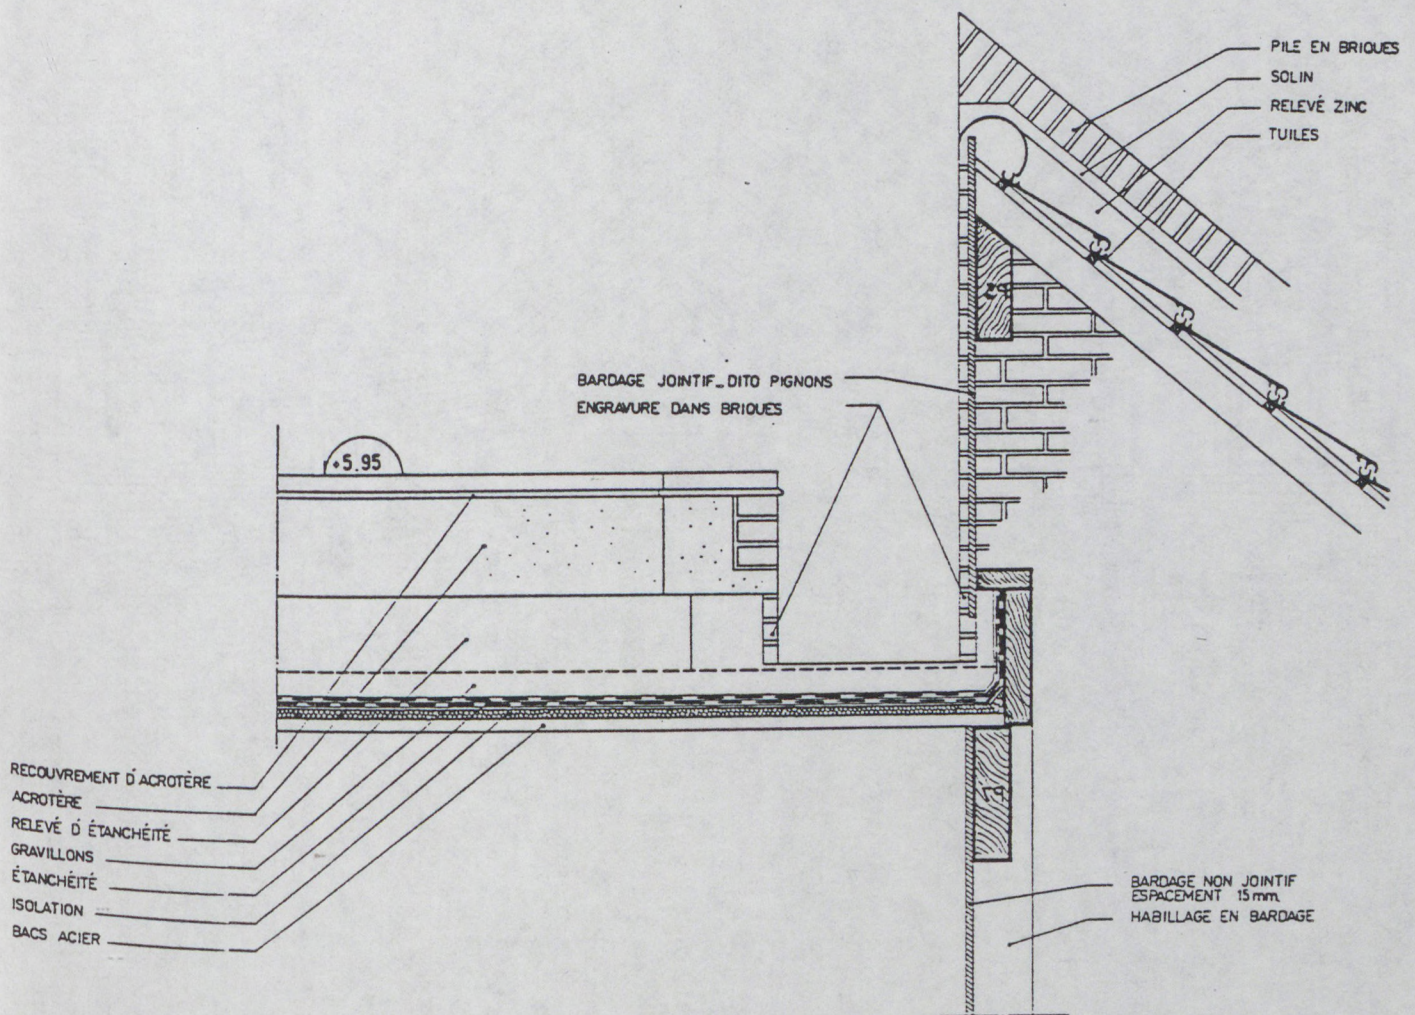 PILE EN BRIQUES
SOLIN
RELEVÉ ZINC
TUILES
BARDAGE JOINTIF_DITO PIGNONS
ENGRAVURE DANS BRIQUES
+5.95
RECOUVREMENT D'ACROTÈRE
ACROTÈRE
RELEVÉ D'ÉTANCHÉITÉ
GRAVILLONS
ÉTANCHÉITÉ
ISOLATION
BACS ACIER
BARDAGE NON JOINTIF
ESPACEMENT 15mm
HABILLAGE EN BARDAGE